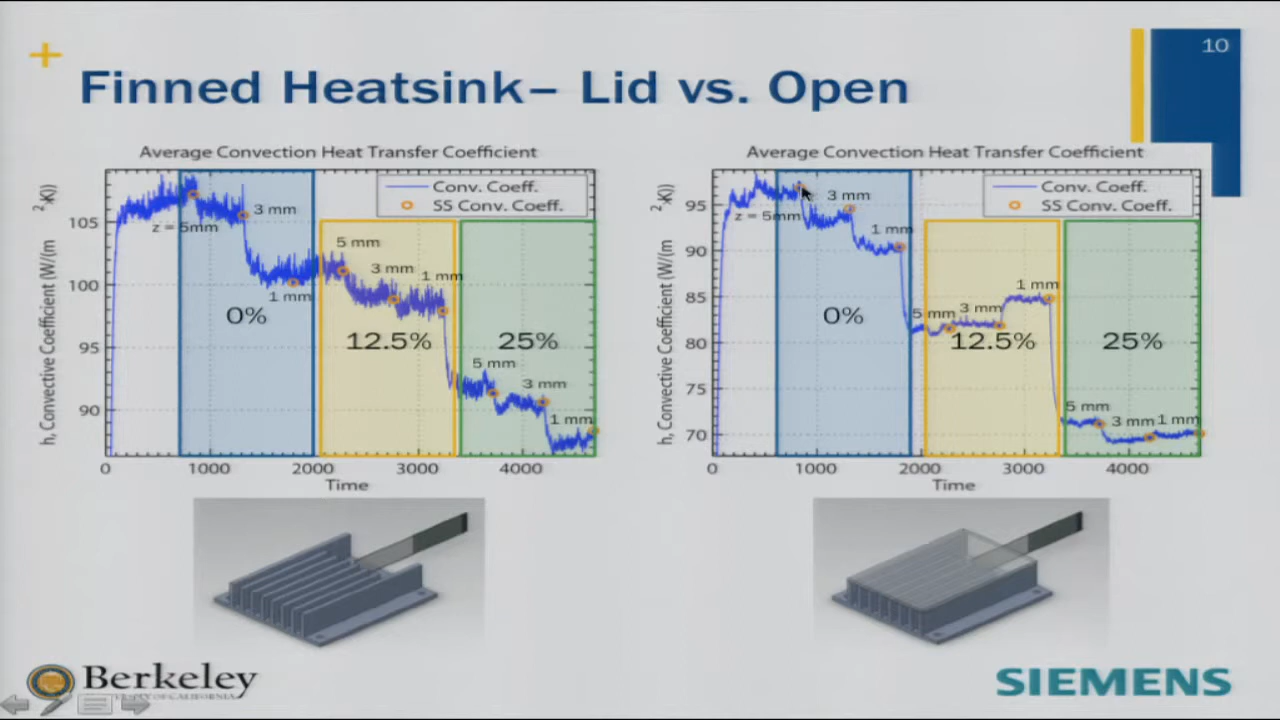 10
Finned Heatsink– Lid vs. Open
Average Convection Heat Transfer Coefficient
h, Convective Coefficient (W/(m²K))
Conv. Coeff.
SS Conv. Coeff.
105
100
95
90
z = 5mm
3 mm
1 mm
0%
5 mm
3 mm
1 mm
12.5%
25%
5 mm
3 mm
1 mm
0
1000
2000
3000
4000
Time
Average Convection Heat Transfer Coefficient
h, Convective Coefficient (W/(m²K))
Conv. Coeff.
SS Conv. Coeff.
95
90
85
80
75
70
z = 5mm
3 mm
1 mm
0%
5 mm
3 mm
1 mm
12.5%
25%
5 mm
3 mm
1 mm
0
1000
2000
3000
4000
Time
Berkeley
UNIVERSITY OF CALIFORNIA
SIEMENS